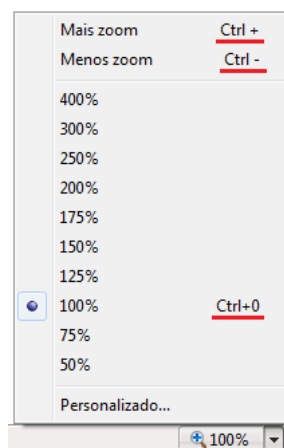 Mais zoom Ctrl +
Menos zoom Ctrl -
400%
300%
250%
200%
175%
150%
125%
100% Ctrl+0
75%
50%
Personalizado...
100%